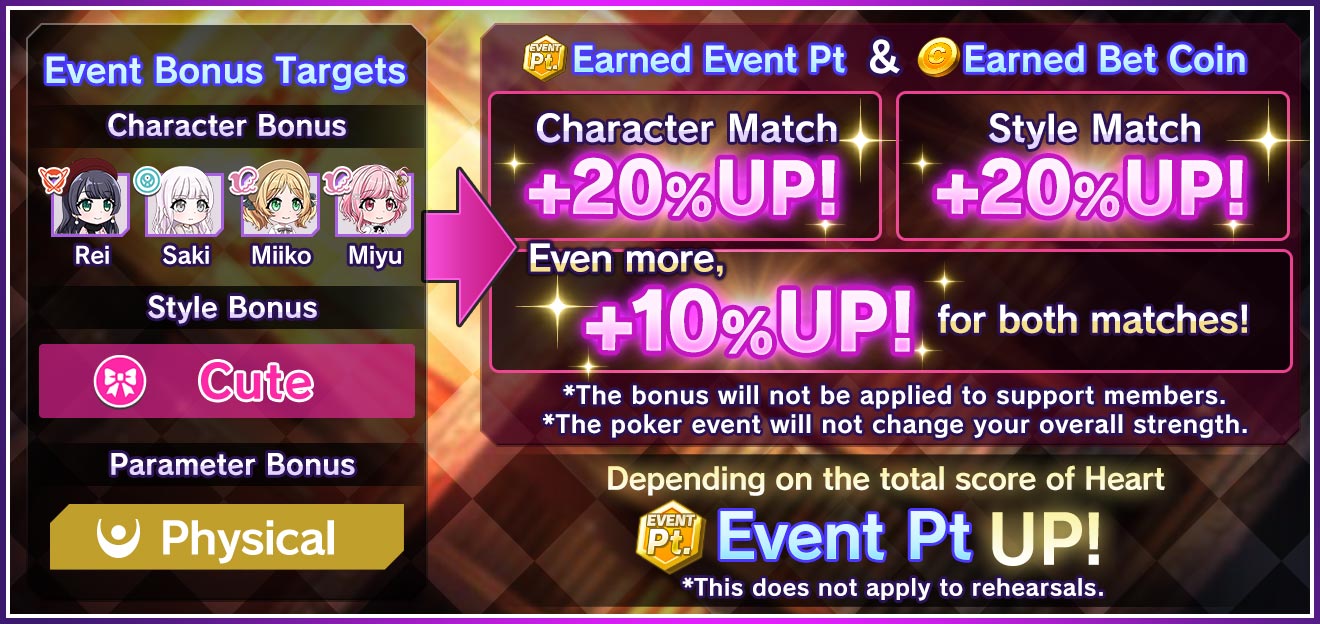 Event Bonus Targets
Character Bonus
Rei
Saki
Miiko
Miyu
Style Bonus
Cute
Parameter Bonus
Physical
EVENT
Pt.
Earned Event Pt & C Earned Bet Coin
Character Match
+20%UP!
Style Match
+20%UP!
Even more,
+10%UP! for both matches!
*The bonus will not be applied to support members.
*The poker event will not change your overall strength.
Depending on the total score of Heart
EVENT
Pt.
Event Pt UP!
*This does not apply to rehearsals.